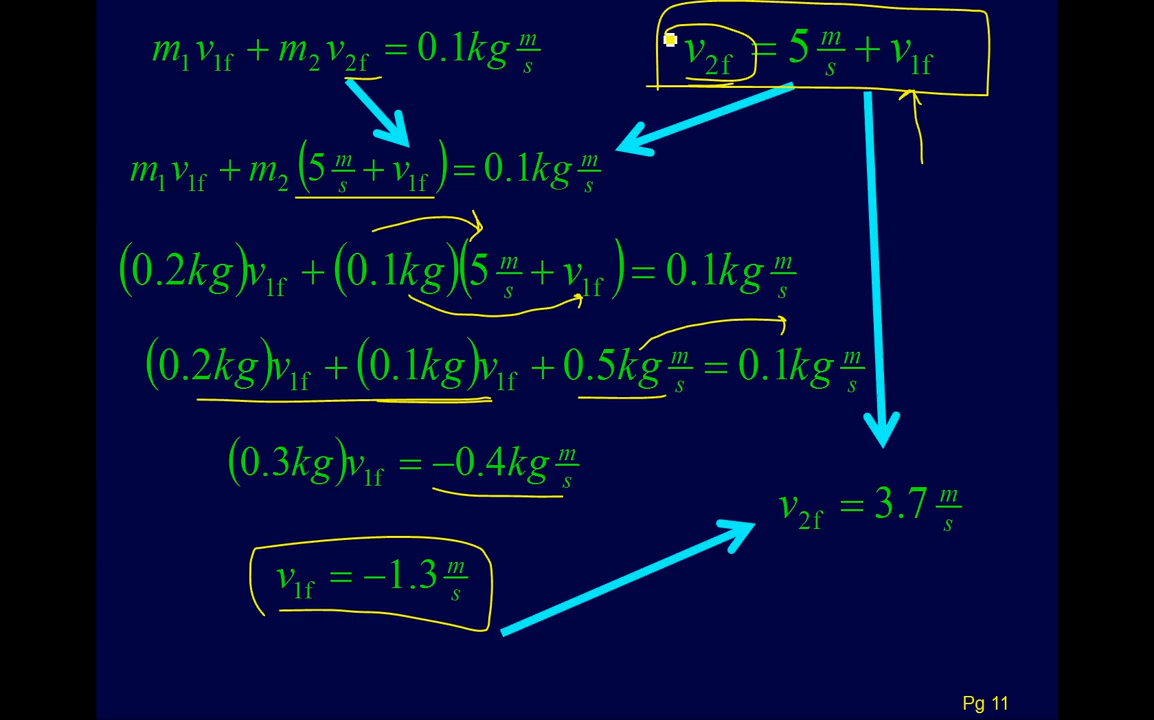 m₁v₁f + m₂v₂f = 0.1kg m/s
v₂f = 5 m/s + v₁f
m₁v₁f + m₂(5 m/s + v₁f) = 0.1kg m/s
(0.2kg)v₁f + (0.1kg)(5 m/s + v₁f) = 0.1kg m/s
(0.2kg)v₁f + (0.1kg)v₁f + 0.5kg m/s = 0.1kg m/s
(0.3kg)v₁f = −0.4kg m/s
v₂f = 3.7 m/s
v₁f = −1.3 m/s
Pg 11